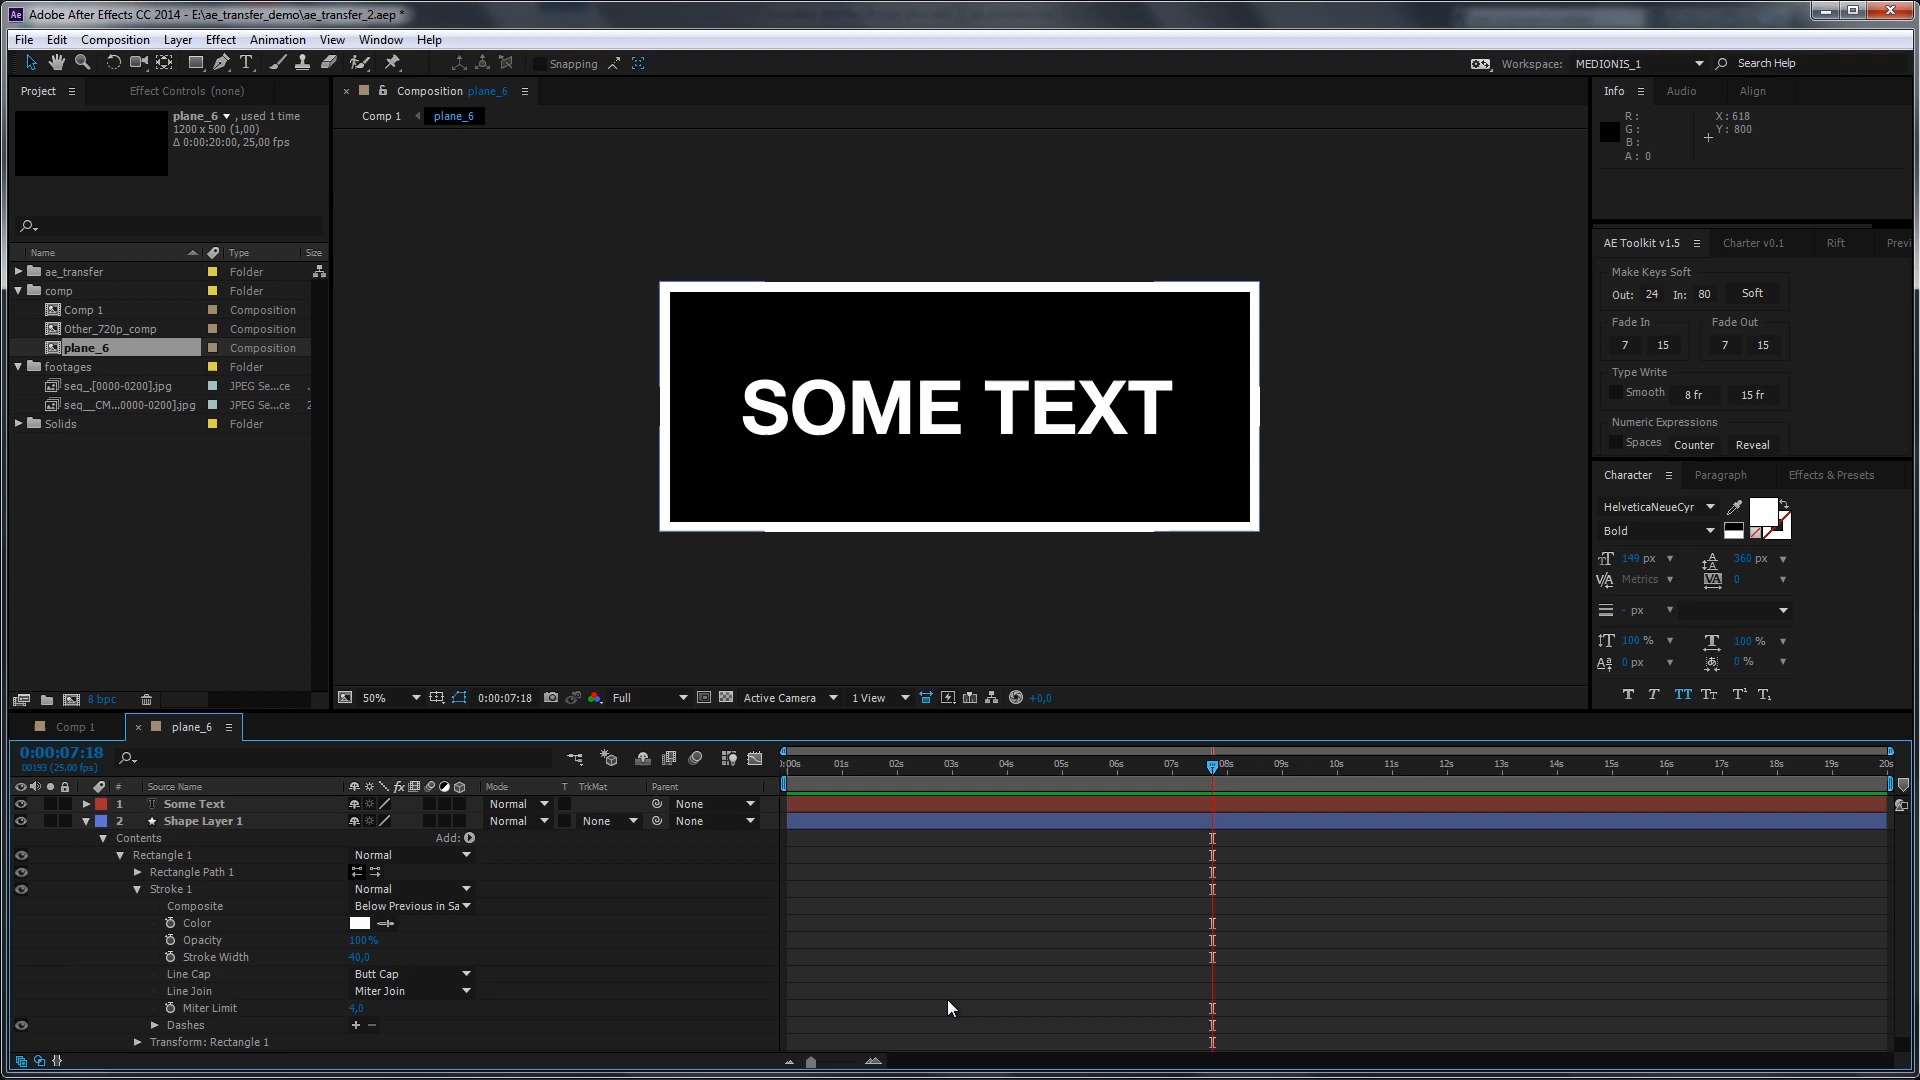 Adobe After Effects CC 2014 - E:\ae_transfer_demo\ae_transfer_2.aep *
File Edit Composition Layer Effect Animation View Window Help
Snapping
Workspace: MEDIONIS_1
Search Help
Project
Effect Controls (none)
plane_6 , used 1 time
1200 x 500 (1,00)
Δ 0:00:20:00, 25,00 fps
Name Type Size
ae_transfer Folder
comp Folder
Comp 1 Composition
Other_720p_comp Composition
plane_6 Composition
footages Folder
seq_.[0000-0200].jpg JPEG Se...ce .
seq__CM...0000-0200].jpg JPEG Se...ce 2
Solids Folder
8 bpc
Composition plane_6
Comp 1 plane_6
SOME TEXT
50% 0:00:07:18 Full Active Camera 1 View +0,0
Info Audio Align
R :
G :
B :
A : 0
X : 618
Y : 800
AE Toolkit v1.5 Charter v0.1 Rift Previ
Make Keys Soft
Out: 24 In: 80 Soft
Fade In Fade Out
7 15 7 15
Type Write
Smooth 8 fr 15 fr
Numeric Expressions
Spaces Counter Reveal
Character Paragraph Effects & Presets
HelveticaNeueCyr
Bold
149 px 360 px
Metrics 0
- px
100 % 100 %
0 px 0 %
Comp 1 plane_6
0:00:07:18
00193 (25.00 fps)
:00s 01s 02s 03s 04s 05s 06s 07s 08s 09s 10s 11s 12s 13s 14s 15s 16s 17s 18s 19s 20s
# Source Name Mode T TrkMat Parent
1 Some Text Normal None
2 Shape Layer 1 Normal None None
Contents Add:
Rectangle 1 Normal
Rectangle Path 1
Stroke 1 Normal
Composite Below Previous in Sa
Color
Opacity 100%
Stroke Width 40,0
Line Cap Butt Cap
Line Join Miter Join
Miter Limit 4,0
Dashes + −
Transform: Rectangle 1